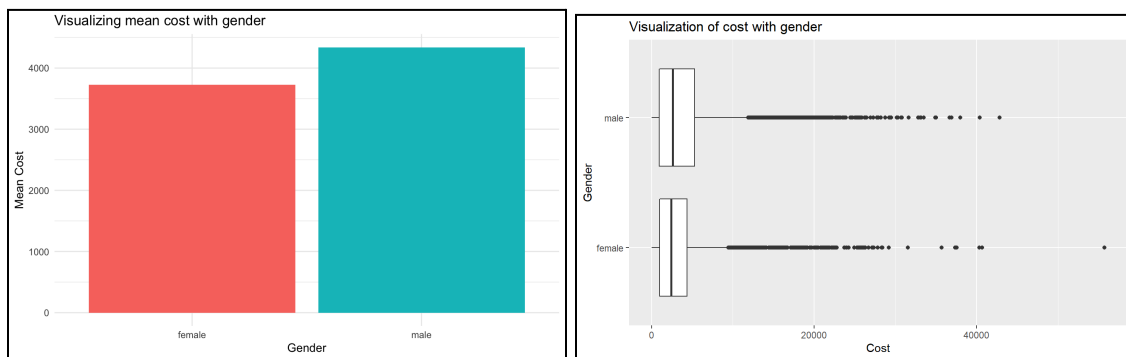 Visualizing mean cost with gender
4000
3000
2000
1000
0
Mean Cost
female male
Gender
Visualization of cost with gender
male
female
Gender
0 20000 40000
Cost